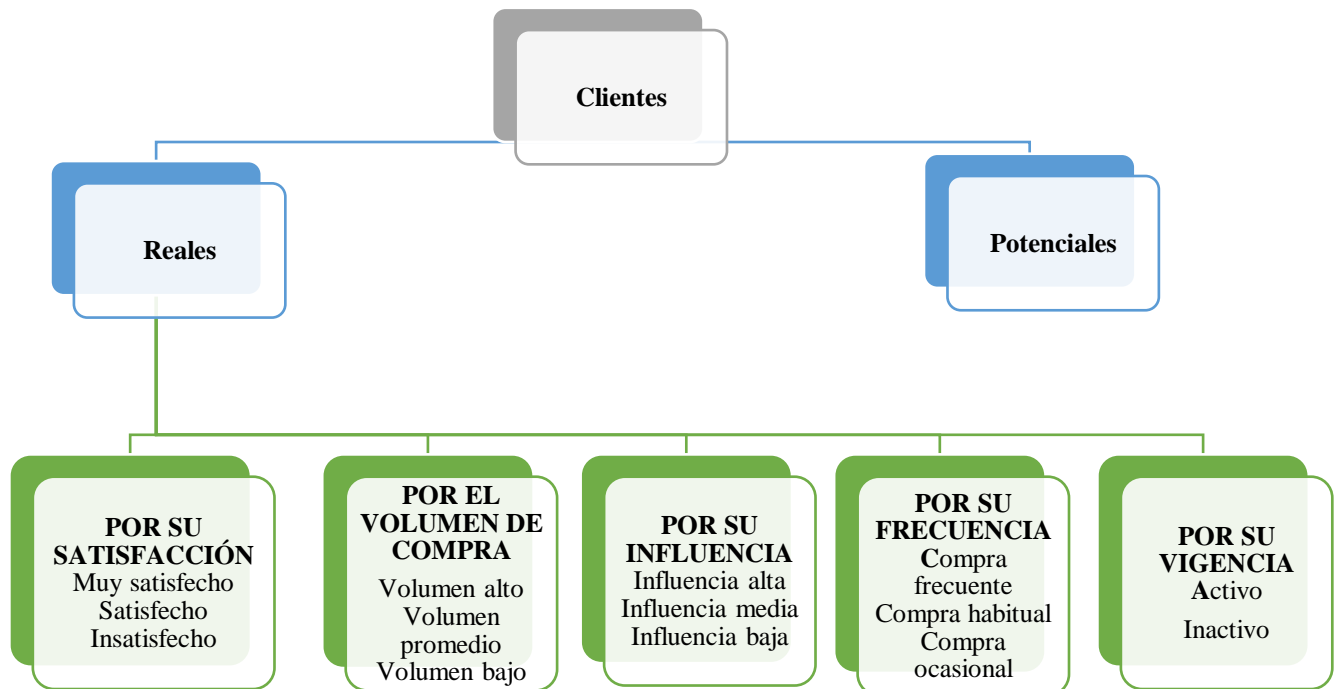 Clientes
Reales
Potenciales
POR SU
SATISFACCIÓN
Muy satisfecho
Satisfecho
Insatisfecho
POR EL
VOLUMEN DE
COMPRA
Volumen alto
Volumen
promedio
Volumen bajo
POR SU
INFLUENCIA
Influencia alta
Influencia media
Influencia baja
POR SU
FRECUENCIA
Compra
frecuente
Compra habitual
Compra
ocasional
POR SU
VIGENCIA
Activo
Inactivo